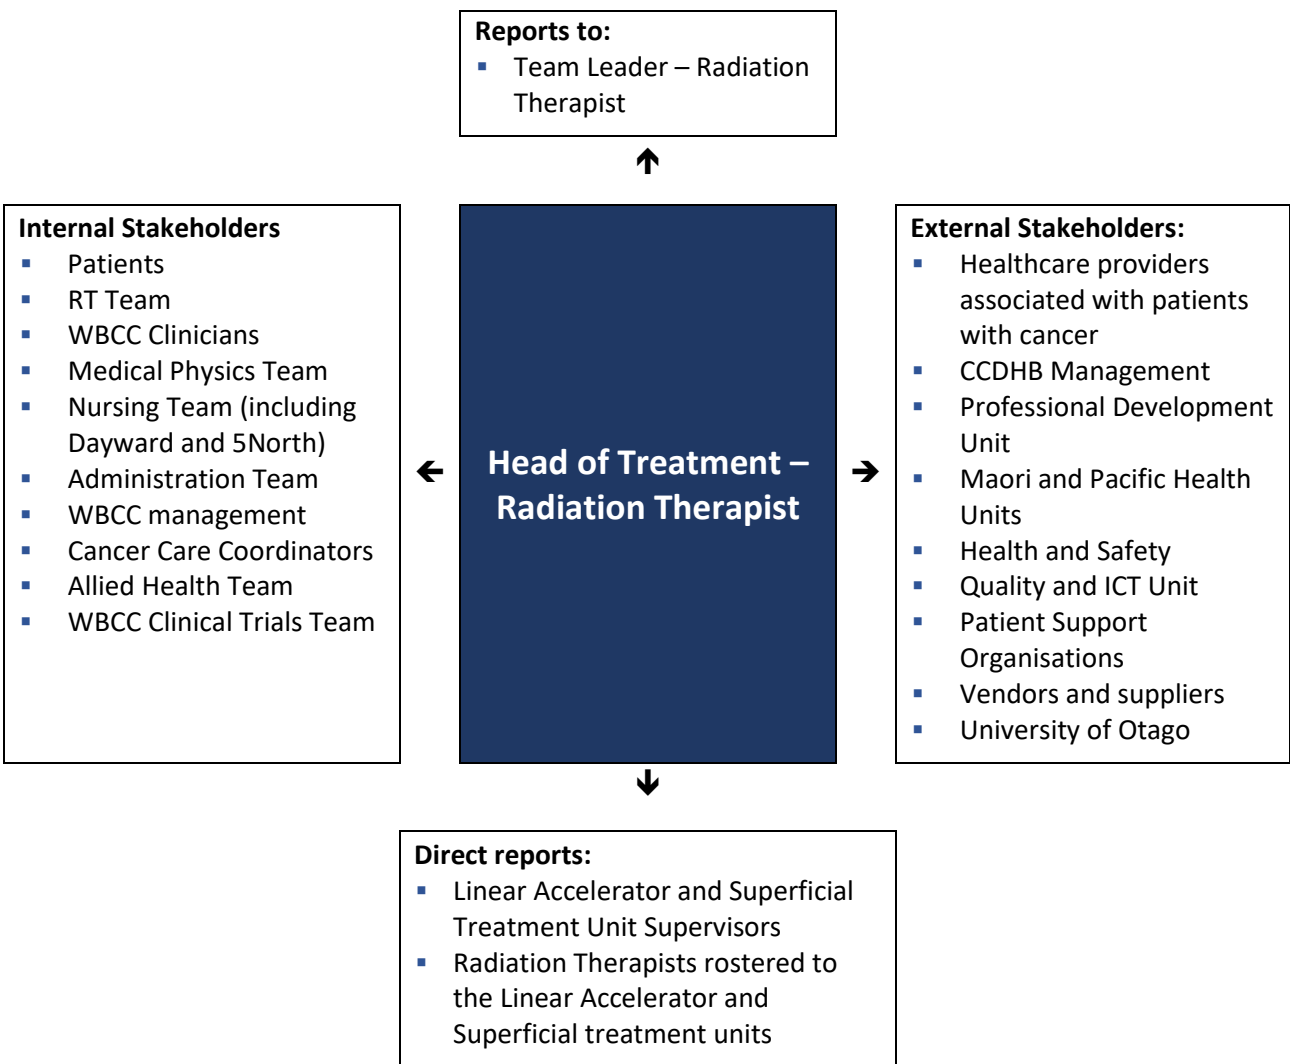 Reports to:
▪ Team Leader – Radiation
Therapist
🡹
Internal Stakeholders
▪ Patients
▪ RT Team
▪ WBCC Clinicians
▪ Medical Physics Team
▪ Nursing Team (including
Dayward and 5North)
▪ Administration Team
▪ WBCC management
▪ Cancer Care Coordinators
▪ Allied Health Team
▪ WBCC Clinical Trials Team
🡸
Head of Treatment –
Radiation Therapist
🡺
External Stakeholders:
▪ Healthcare providers
associated with patients
with cancer
▪ CCDHB Management
▪ Professional Development
Unit
▪ Maori and Pacific Health
Units
▪ Health and Safety
▪ Quality and ICT Unit
▪ Patient Support
Organisations
▪ Vendors and suppliers
▪ University of Otago
🡻
Direct reports:
▪ Linear Accelerator and Superficial
Treatment Unit Supervisors
▪ Radiation Therapists rostered to
the Linear Accelerator and
Superficial treatment units